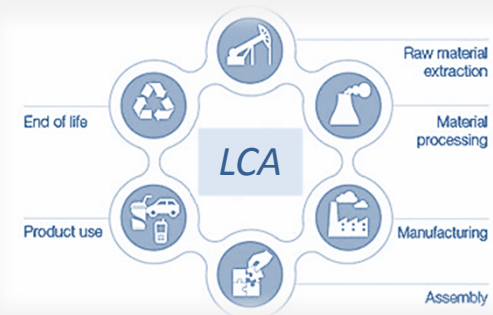 Raw material
extraction
End of life
Material
processing
LCA
Product use
Manufacturing
Assembly